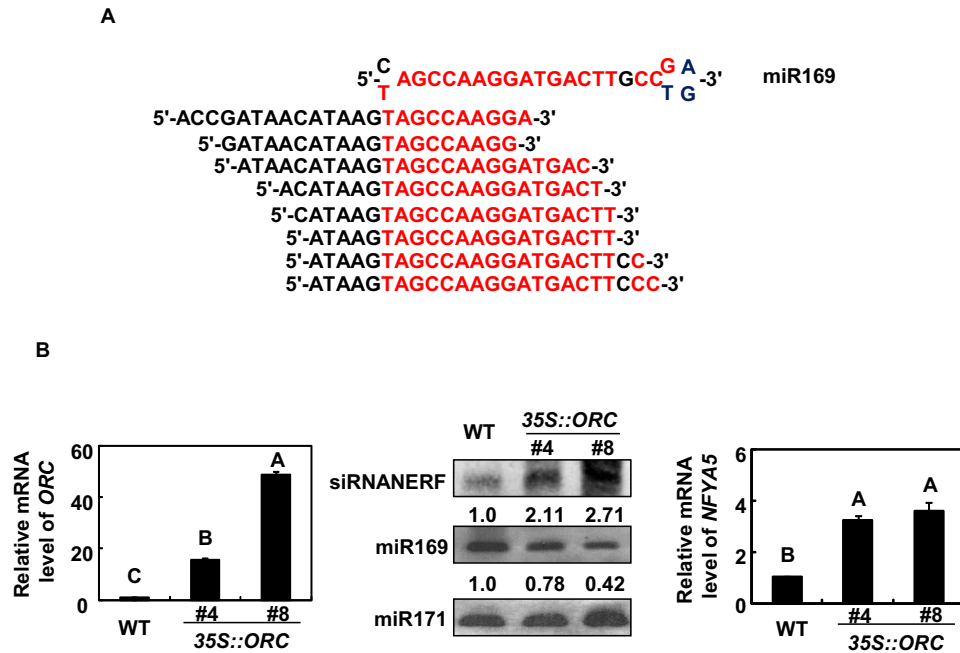 A
5'-C/T AGCCAAGGATGACTTGCCG/T A/G-3' miR169
5'-ACCGATAACATAAGTAGCCAAGGA-3'
5'-GATAACATAAGTAGCCAAGG-3'
5'-ATAACATAAGTAGCCAAGGATGAC-3'
5'-ACATAAGTAGCCAAGGATGACT-3'
5'-CATAAGTAGCCAAGGATGACTT-3'
5'-ATAAGTAGCCAAGGATGACTT-3'
5'-ATAAGTAGCCAAGGATGACTTCC-3'
5'-ATAAGTAGCCAAGGATGACTTCCC-3'
B
Relative mRNA
level of ORC
60
40
20
0
C
B
A
WT
#4
#8
35S::ORC
WT
35S::ORC
#4
#8
siRNANERF
1.0 2.11 2.71
miR169
1.0 0.78 0.42
miR171
Relative mRNA
level of NFYA5
6
4
2
0
B
A
A
WT
#4
#8
35S::ORC